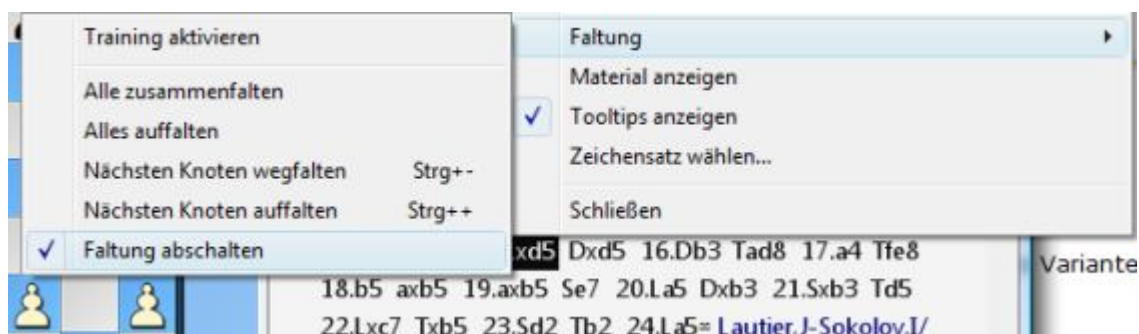 Training aktivieren
Alle zusammenfalten
Alles auffalten
Nächsten Knoten wegfalten Strg+-
Nächsten Knoten auffalten Strg++
Faltung abschalten
Faltung
Material anzeigen
Tooltips anzeigen
Zeichensatz wählen...
Schließen
xd5 Dxd5 16.Db3 Tad8 17.a4 Tfe8
18.b5 axb5 19.axb5 Se7 20.La5 Dxb3 21.Sxb3 Td5
22.Lxc7 Txb5 23.Sd2 Tb2 24.La5= Lautier,J-Sokolov,I/
Variante